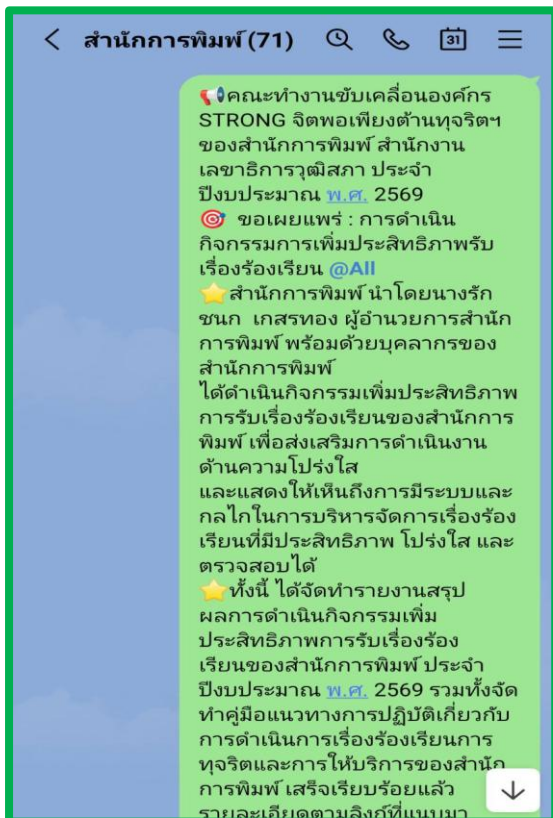 สำนักการพิมพ์ (71)
31
📢คณะทำงานขับเคลื่อนองค์กร
STRONG จิตพอเพียงต้านทุจริตฯ
ของสำนักการพิมพ์ สำนักงาน
เลขาธิการวุฒิสภา ประจำ
ปีงบประมาณ พ.ศ. 2569
🎯 ขอเผยแพร่ : การดำเนิน
กิจกรรมการเพิ่มประสิทธิภาพรับ
เรื่องร้องเรียน @All
⭐สำนักการพิมพ์ นำโดยนางรัก
ชนก เกสรทอง ผู้อำนวยการสำนัก
การพิมพ์ พร้อมด้วยบุคลากรของ
สำนักการพิมพ์
ได้ดำเนินกิจกรรมเพิ่มประสิทธิภาพ
การรับเรื่องร้องเรียนของสำนักการ
พิมพ์ เพื่อส่งเสริมการดำเนินงาน
ด้านความโปร่งใส
และแสดงให้เห็นถึงการมีระบบและ
กลไกในการบริหารจัดการเรื่องร้อง
เรียนที่มีประสิทธิภาพ โปร่งใส และ
ตรวจสอบได้
⭐ทั้งนี้ ได้จัดทำรายงานสรุป
ผลการดำเนินกิจกรรมเพิ่ม
ประสิทธิภาพการรับเรื่องร้อง
เรียนของสำนักการพิมพ์ ประจำ
ปีงบประมาณ พ.ศ. 2569 รวมทั้งจัด
ทำคู่มือแนวทางการปฏิบัติเกี่ยวกับ
การดำเนินการเรื่องร้องเรียนการ
ทุจริตและการให้บริการของสำนัก
การพิมพ์ เสร็จเรียบร้อยแล้ว
รายละเอียดตามลิงก์ที่แนบมา